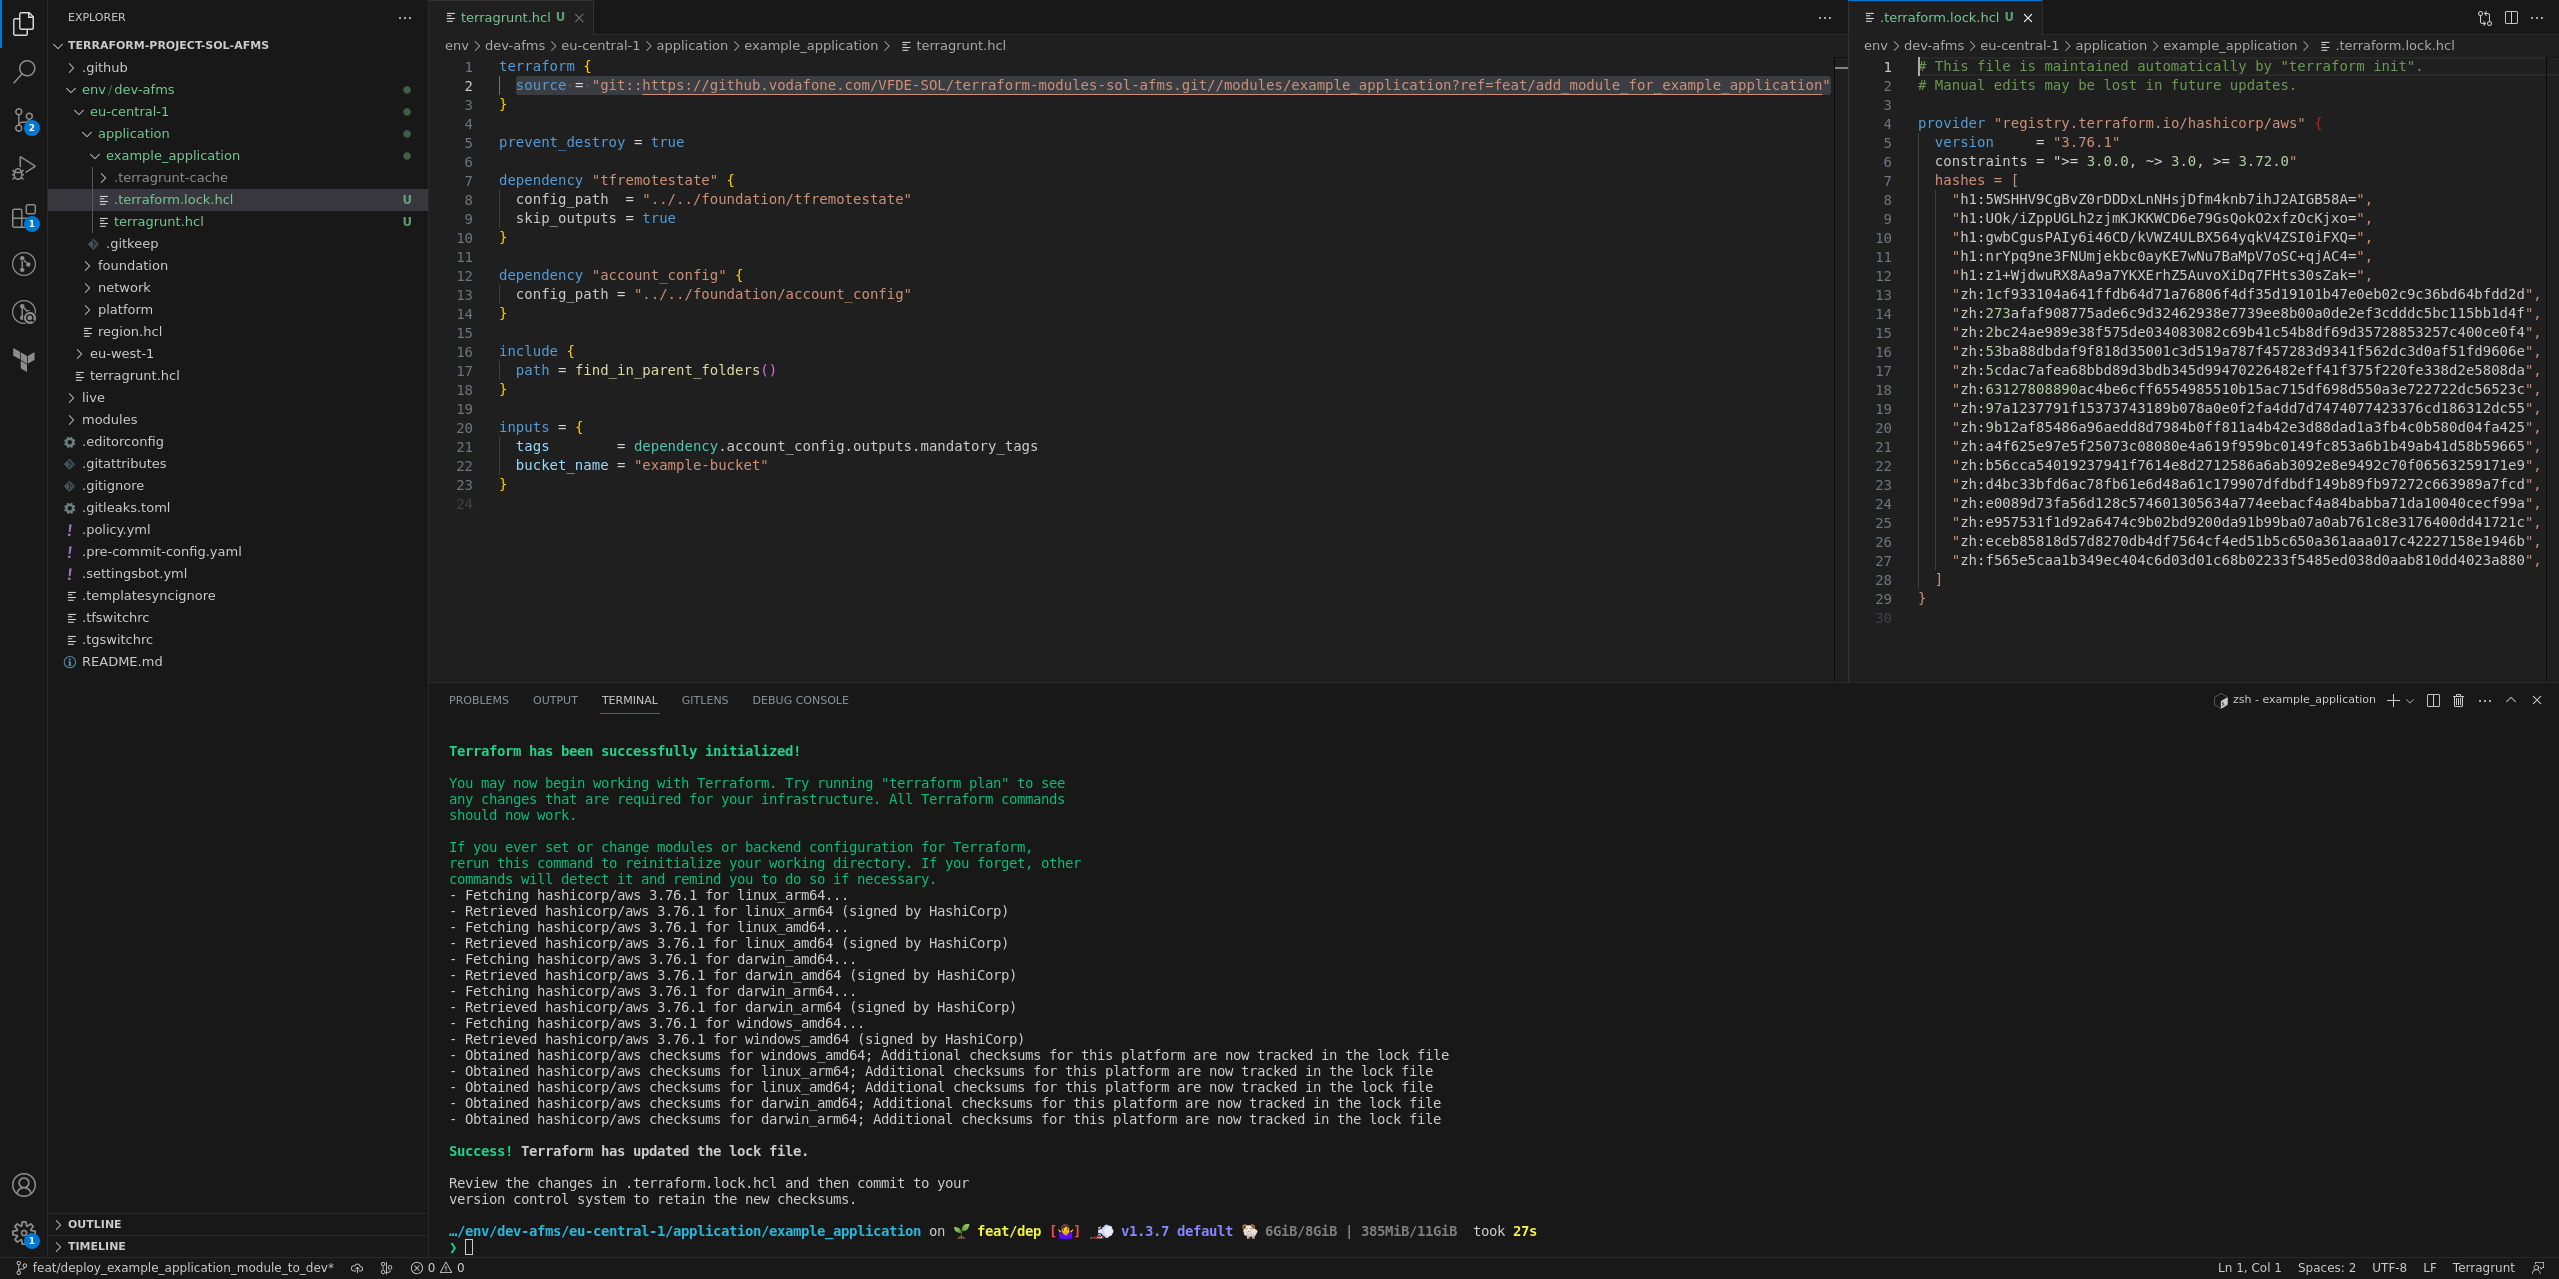 EXPLORER
TERRAFORM-PROJECT-SOL-AFMS
.github
env / dev-afms
eu-central-1
application
example_application
.terragrunt-cache
.terraform.lock.hcl U
terragrunt.hcl U
.gitkeep
foundation
network
platform
region.hcl
eu-west-1
terragrunt.hcl
live
modules
.editorconfig
.gitattributes
.gitignore
.gitleaks.toml
.policy.yml
.pre-commit-config.yaml
.settingsbot.yml
.templatesyncignore
.tfswitchrc
.tgswitchrc
README.md
OUTLINE
TIMELINE
2
1
1
terragrunt.hcl U
env > dev-afms > eu-central-1 > application > example_application > terragrunt.hcl
1 terraform {
2 source = "git::https://github.vodafone.com/VFDE-SOL/terraform-modules-sol-afms.git//modules/example_application?ref=feat/add_module_for_example_application"
3 }
4
5 prevent_destroy = true
6
7 dependency "tfremotestate" {
8 config_path  = "../../foundation/tfremotestate"
9 skip_outputs = true
10 }
11
12 dependency "account_config" {
13 config_path = "../../foundation/account_config"
14 }
15
16 include {
17 path = find_in_parent_folders()
18 }
19
20 inputs = {
21 tags        = dependency.account_config.outputs.mandatory_tags
22 bucket_name = "example-bucket"
23 }
24
.terraform.lock.hcl U
env > dev-afms > eu-central-1 > application > example_application > .terraform.lock.hcl
1 # This file is maintained automatically by "terraform init".
2 # Manual edits may be lost in future updates.
3
4 provider "registry.terraform.io/hashicorp/aws" {
5 version     = "3.76.1"
6 constraints = ">= 3.0.0, ~> 3.0, >= 3.72.0"
7 hashes = [
8 "h1:5WSHHV9CgBvZ0rDDDxLnNHsjDfm4knb7ihJ2AIGB58A=",
9 "h1:UOk/iZppUGLh2zjmKJKKWCD6e79GsQokO2xfzOcKjxo=",
10 "h1:gwbCgusPAIy6i46CD/kVWZ4ULBX564yqkV4ZSI0iFXQ=",
11 "h1:nrYpq9ne3FNUmjekbc0ayKE7wNu7BaMpV7oSC+qjAC4=",
12 "h1:z1+WjdwuRX8Aa9a7YKXErhZ5AuvoXiDq7FHts30sZak=",
13 "zh:1cf933104a641ffdb64d71a76806f4df35d19101b47e0eb02c9c36bd64bfdd2d",
14 "zh:273afaf908775ade6c9d32462938e7739ee8b00a0de2ef3cdddc5bc115bb1d4f",
15 "zh:2bc24ae989e38f575de034083082c69b41c54b8df69d35728853257c400ce0f4",
16 "zh:53ba88dbdaf9f818d35001c3d519a787f457283d9341f562dc3d0af51fd9606e",
17 "zh:5cdac7afea68bbd89d3bdb345d99470226482eff41f375f220fe338d2e5808da",
18 "zh:63127808890ac4be6cff6554985510b15ac715df698d550a3e722722dc56523c",
19 "zh:97a1237791f15373743189b078a0e0f2fa4dd7d7474077423376cd186312dc55",
20 "zh:9b12af85486a96aedd8d7984b0ff811a4b42e3d88dad1a3fb4c0b580d04fa425",
21 "zh:a4f625e97e5f25073c08080e4a619f959bc0149fc853a6b1b49ab41d58b59665",
22 "zh:b56cca54019237941f7614e8d2712586a6ab3092e8e9492c70f06563259171e9",
23 "zh:d4bc33bfd6ac78fb61e6d48a61c179907dfdbdf149b89fb97272c663989a7fcd",
24 "zh:e0089d73fa56d128c574601305634a774eebacf4a84babba71da10040cecf99a",
25 "zh:e957531f1d92a6474c9b02bd9200da91b99ba07a0ab761c8e3176400dd41721c",
26 "zh:eceb85818d57d8270db4df7564cf4ed51b5c650a361aaa017c42227158e1946b",
27 "zh:f565e5caa1b349ec404c6d03d01c68b02233f5485ed038d0aab810dd4023a880",
28 ]
29 }
30
PROBLEMS OUTPUT TERMINAL GITLENS DEBUG CONSOLE
zsh - example_application
Terraform has been successfully initialized!
You may now begin working with Terraform. Try running "terraform plan" to see
any changes that are required for your infrastructure. All Terraform commands
should now work.
If you ever set or change modules or backend configuration for Terraform,
rerun this command to reinitialize your working directory. If you forget, other
commands will detect it and remind you to do so if necessary.
- Fetching hashicorp/aws 3.76.1 for linux_arm64...
- Retrieved hashicorp/aws 3.76.1 for linux_arm64 (signed by HashiCorp)
- Fetching hashicorp/aws 3.76.1 for linux_amd64...
- Retrieved hashicorp/aws 3.76.1 for linux_amd64 (signed by HashiCorp)
- Fetching hashicorp/aws 3.76.1 for darwin_amd64...
- Retrieved hashicorp/aws 3.76.1 for darwin_amd64 (signed by HashiCorp)
- Fetching hashicorp/aws 3.76.1 for darwin_arm64...
- Retrieved hashicorp/aws 3.76.1 for darwin_arm64 (signed by HashiCorp)
- Fetching hashicorp/aws 3.76.1 for windows_amd64...
- Retrieved hashicorp/aws 3.76.1 for windows_amd64 (signed by HashiCorp)
- Obtained hashicorp/aws checksums for windows_amd64; Additional checksums for this platform are now tracked in the lock file
- Obtained hashicorp/aws checksums for linux_arm64; Additional checksums for this platform are now tracked in the lock file
- Obtained hashicorp/aws checksums for linux_amd64; Additional checksums for this platform are now tracked in the lock file
- Obtained hashicorp/aws checksums for darwin_amd64; Additional checksums for this platform are now tracked in the lock file
- Obtained hashicorp/aws checksums for darwin_arm64; Additional checksums for this platform are now tracked in the lock file
Success! Terraform has updated the lock file.
Review the changes in .terraform.lock.hcl and then commit to your
version control system to retain the new checksums.
…/env/dev-afms/eu-central-1/application/example_application on 🌱 feat/dep [🤷‍♀️] v1.3.7 default 6GiB/8GiB | 385MiB/11GiB took 27s
❯
feat/deploy_example_application_module_to_dev* 0 0
Ln 1, Col 1 Spaces: 2 UTF-8 LF Terragrunt